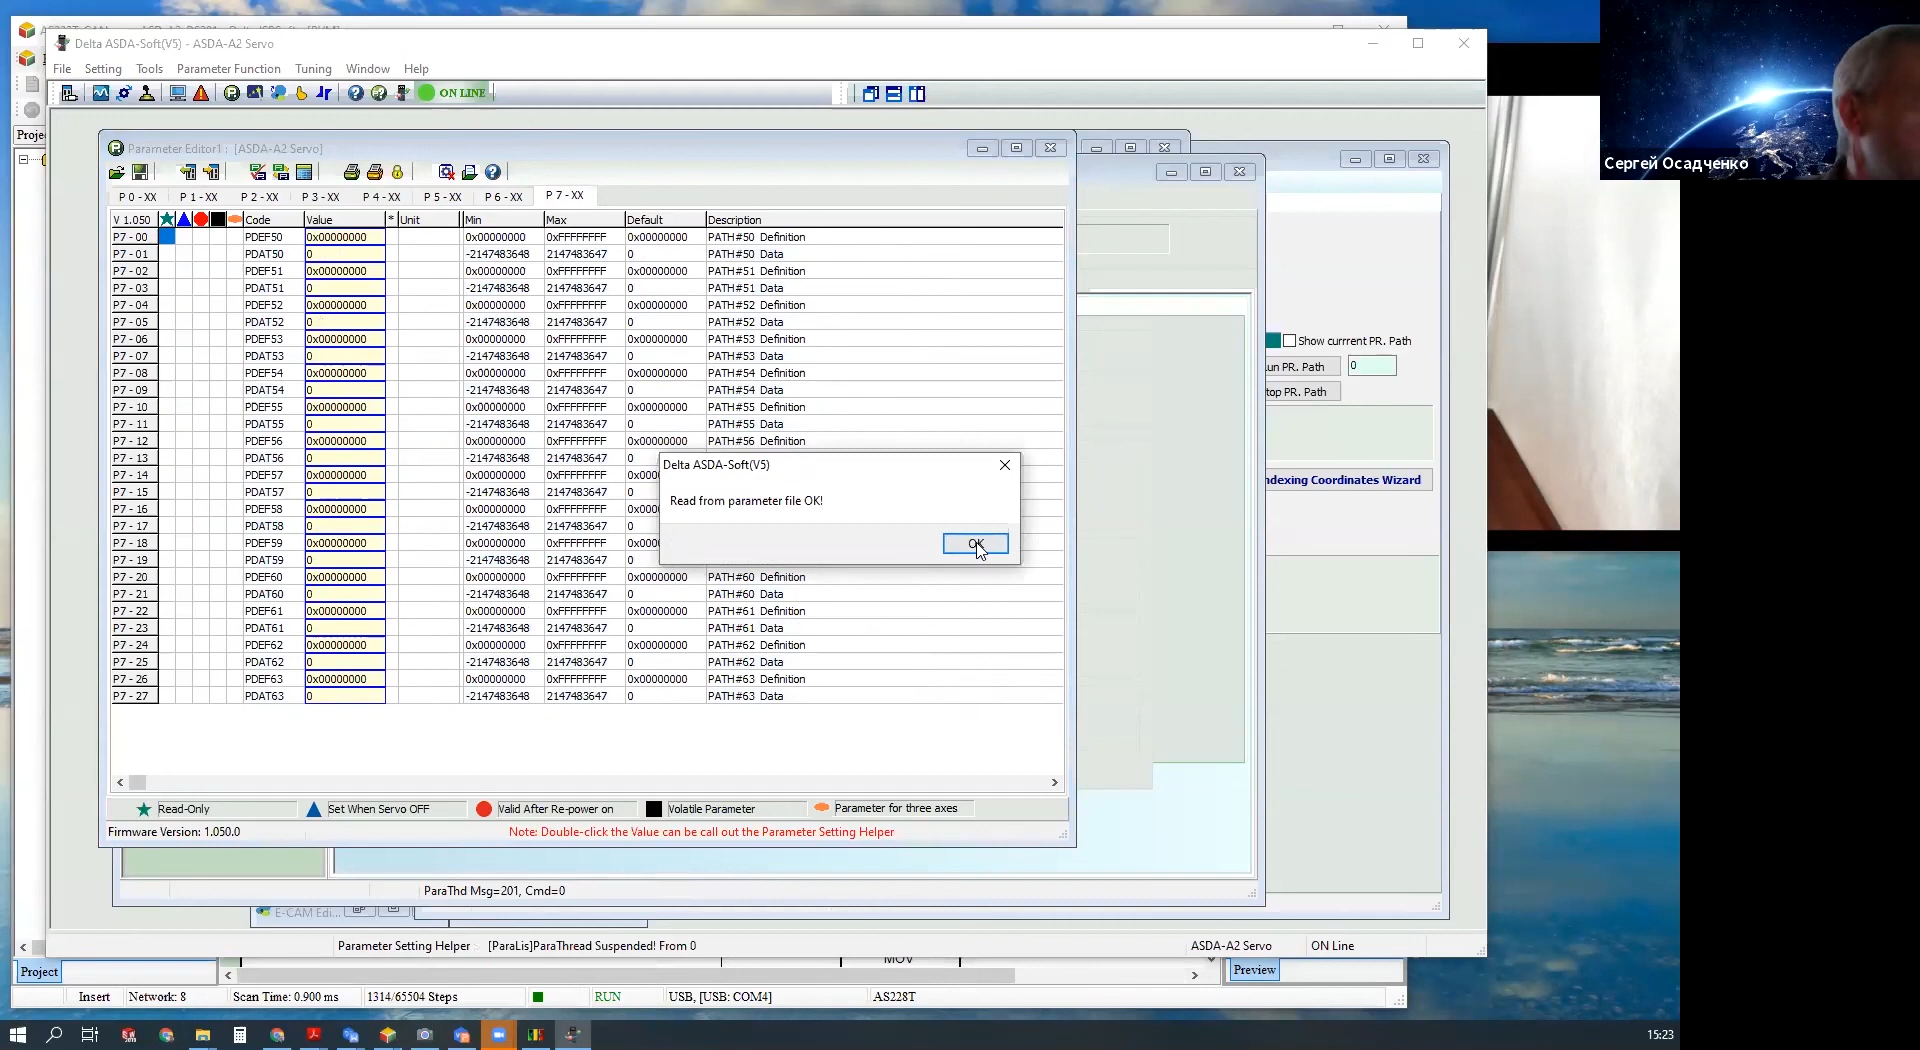 Delta ASDA-Soft(V5) - ASDA-A2 Servo
File Setting Tools Parameter Function Tuning Window Help
ON LINE
Сергей Осадченко
Parameter Editor1 : [ASDA-A2 Servo]
P 0 - XX P 1 - XX P 2 - XX P 3 - XX P 4 - XX P 5 - XX P 6 - XX P 7 - XX
V 1.050 Code Value * Unit Min Max Default Description
P7 - 00 PDEF50 0x00000000 0x00000000 0xFFFFFFFF 0x00000000 PATH#50 Definition
P7 - 01 PDAT50 0 -2147483648 2147483647 0 PATH#50 Data
P7 - 02 PDEF51 0x00000000 0x00000000 0xFFFFFFFF 0x00000000 PATH#51 Definition
P7 - 03 PDAT51 0 -2147483648 2147483647 0 PATH#51 Data
P7 - 04 PDEF52 0x00000000 0x00000000 0xFFFFFFFF 0x00000000 PATH#52 Definition
P7 - 05 PDAT52 0 -2147483648 2147483647 0 PATH#52 Data
P7 - 06 PDEF53 0x00000000 0x00000000 0xFFFFFFFF 0x00000000 PATH#53 Definition
P7 - 07 PDAT53 0 -2147483648 2147483647 0 PATH#53 Data
P7 - 08 PDEF54 0x00000000 0x00000000 0xFFFFFFFF 0x00000000 PATH#54 Definition
P7 - 09 PDAT54 0 -2147483648 2147483647 0 PATH#54 Data
P7 - 10 PDEF55 0x00000000 0x00000000 0xFFFFFFFF 0x00000000 PATH#55 Definition
P7 - 11 PDAT55 0 -2147483648 2147483647 0 PATH#55 Data
P7 - 12 PDEF56 0x00000000 0x00000000 0xFFFFFFFF 0x00000000 PATH#56 Definition
P7 - 13 PDAT56 0 -2147483648 2147483647 0
P7 - 14 PDEF57 0x00000000 0x00000000 0xFFFFFFFF 0x000
P7 - 15 PDAT57 0 -2147483648 2147483647 0
P7 - 16 PDEF58 0x00000000 0x00000000 0xFFFFFFFF 0x000
P7 - 17 PDAT58 0 -2147483648 2147483647 0
P7 - 18 PDEF59 0x00000000 0x00000000 0xFFFFFFFF 0x000
P7 - 19 PDAT59 0 -2147483648 2147483647 0
P7 - 20 PDEF60 0x00000000 0x00000000 0xFFFFFFFF 0x00000000 PATH#60 Definition
P7 - 21 PDAT60 0 -2147483648 2147483647 0 PATH#60 Data
P7 - 22 PDEF61 0x00000000 0x00000000 0xFFFFFFFF 0x00000000 PATH#61 Definition
P7 - 23 PDAT61 0 -2147483648 2147483647 0 PATH#61 Data
P7 - 24 PDEF62 0x00000000 0x00000000 0xFFFFFFFF 0x00000000 PATH#62 Definition
P7 - 25 PDAT62 0 -2147483648 2147483647 0 PATH#62 Data
P7 - 26 PDEF63 0x00000000 0x00000000 0xFFFFFFFF 0x00000000 PATH#63 Definition
P7 - 27 PDAT63 0 -2147483648 2147483647 0 PATH#63 Data
Delta ASDA-Soft(V5)
Read from parameter file OK!
OK
Show currrent PR. Path
un PR. Path 0
top PR. Path
ndexing Coordinates Wizard
Read-Only Set When Servo OFF Valid After Re-power on Volatile Parameter Parameter for three axes
Firmware Version: 1.050.0 Note: Double-click the Value can be call out the Parameter Setting Helper
ParaThd Msg=201, Cmd=0
E-CAM Edi...
Parameter Setting Helper [ParaLis]ParaThread Suspended! From 0 ASDA-A2 Servo ON Line
Project MOV Preview
Insert Network: 8 Scan Time: 0.900 ms 1314/65504 Steps RUN USB, [USB: COM4] AS228T
15:23